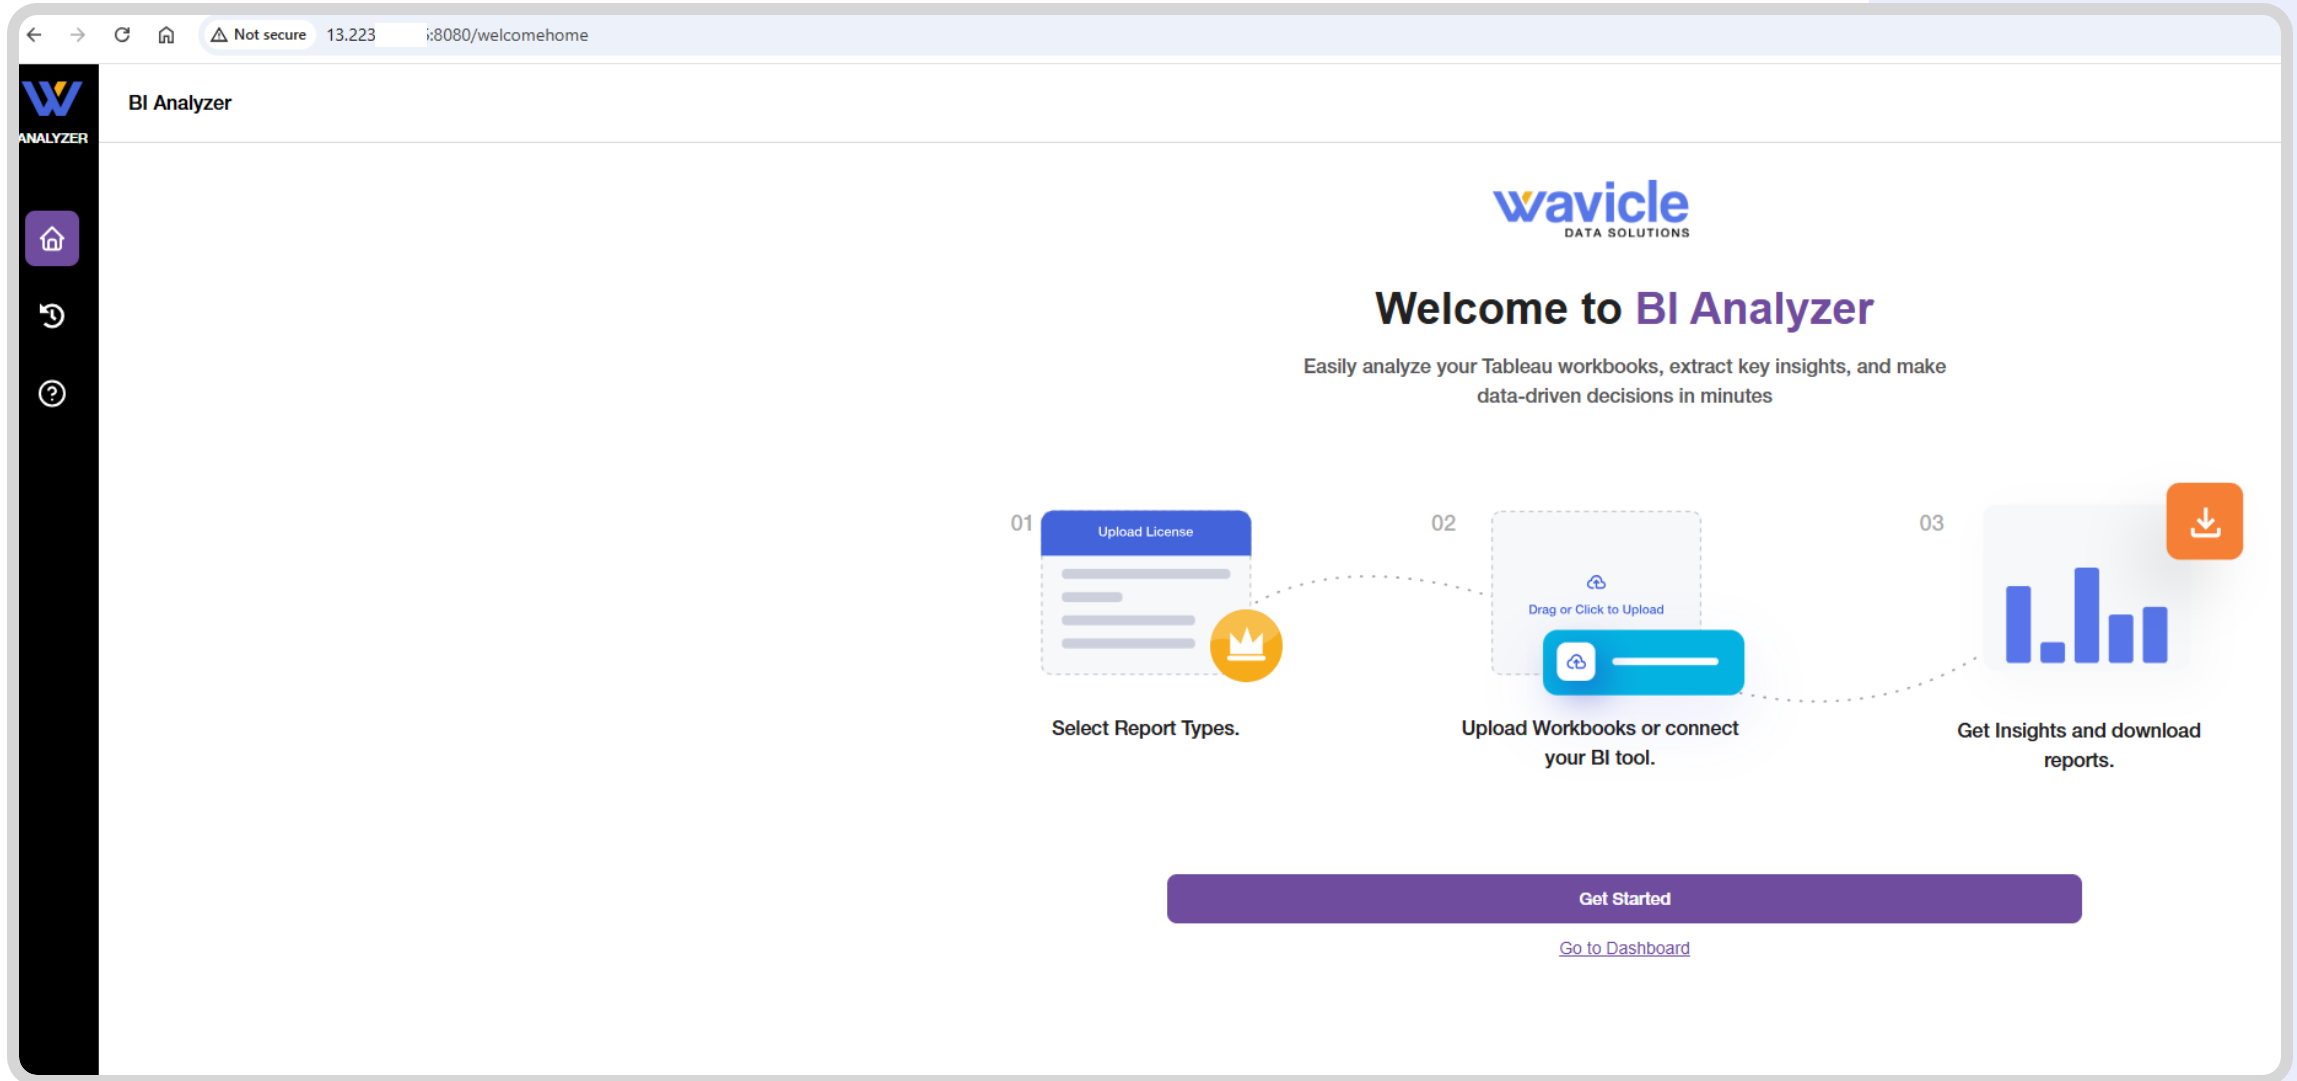 Not secure
13.223 :8080/welcomehome
ANALYZER
BI Analyzer
wavicle
DATA SOLUTIONS
Welcome to BI Analyzer
Easily analyze your Tableau workbooks, extract key insights, and make
data-driven decisions in minutes
01
Upload License
Select Report Types.
02
Drag or Click to Upload
Upload Workbooks or connect
your BI tool.
03
Get Insights and download
reports.
Get Started
Go to Dashboard